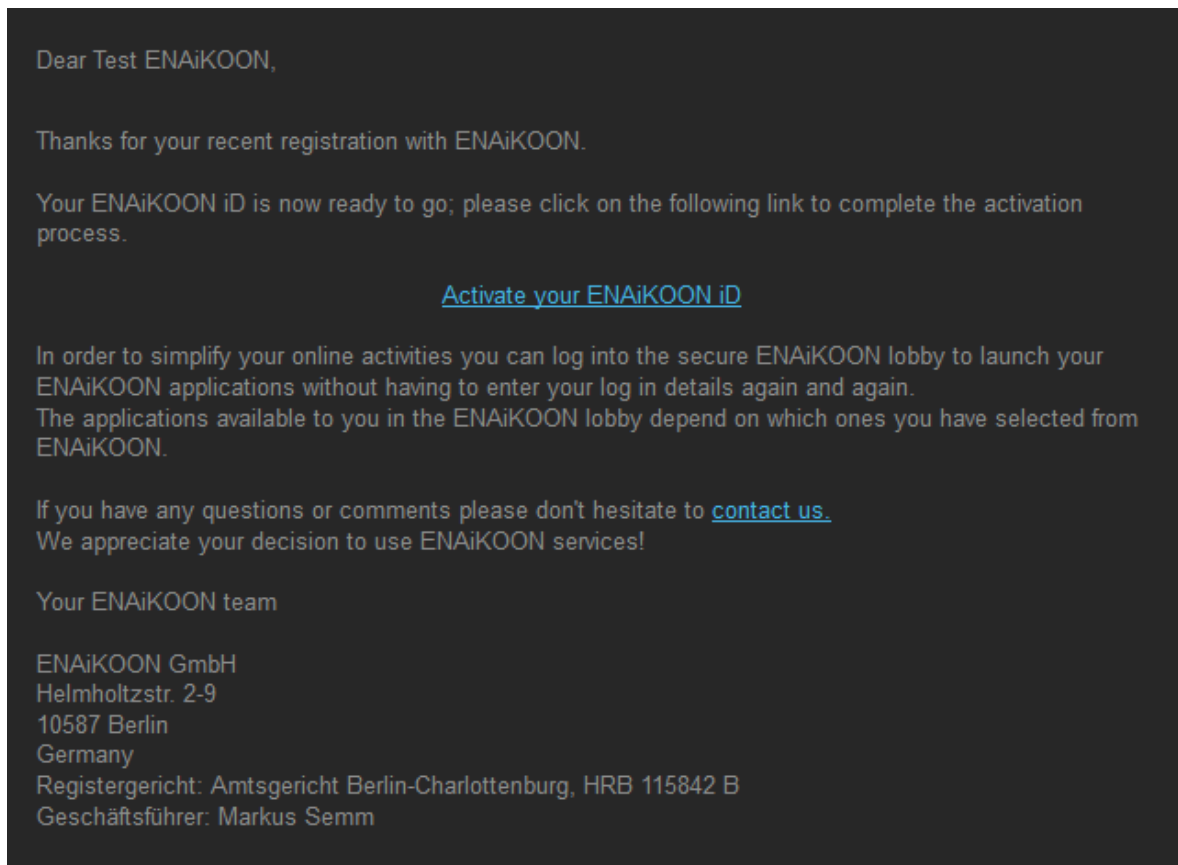 Dear Test ENAiKOON,
Thanks for your recent registration with ENAiKOON.
Your ENAiKOON iD is now ready to go; please click on the following link to complete the activation
process.
Activate your ENAiKOON iD
In order to simplify your online activities you can log into the secure ENAiKOON lobby to launch your
ENAiKOON applications without having to enter your log in details again and again.
The applications available to you in the ENAiKOON lobby depend on which ones you have selected from
ENAiKOON.
If you have any questions or comments please don't hesitate to contact us.
We appreciate your decision to use ENAiKOON services!
Your ENAiKOON team
ENAiKOON GmbH
Helmholtzstr. 2-9
10587 Berlin
Germany
Registergericht: Amtsgericht Berlin-Charlottenburg, HRB 115842 B
Geschäftsführer: Markus Semm